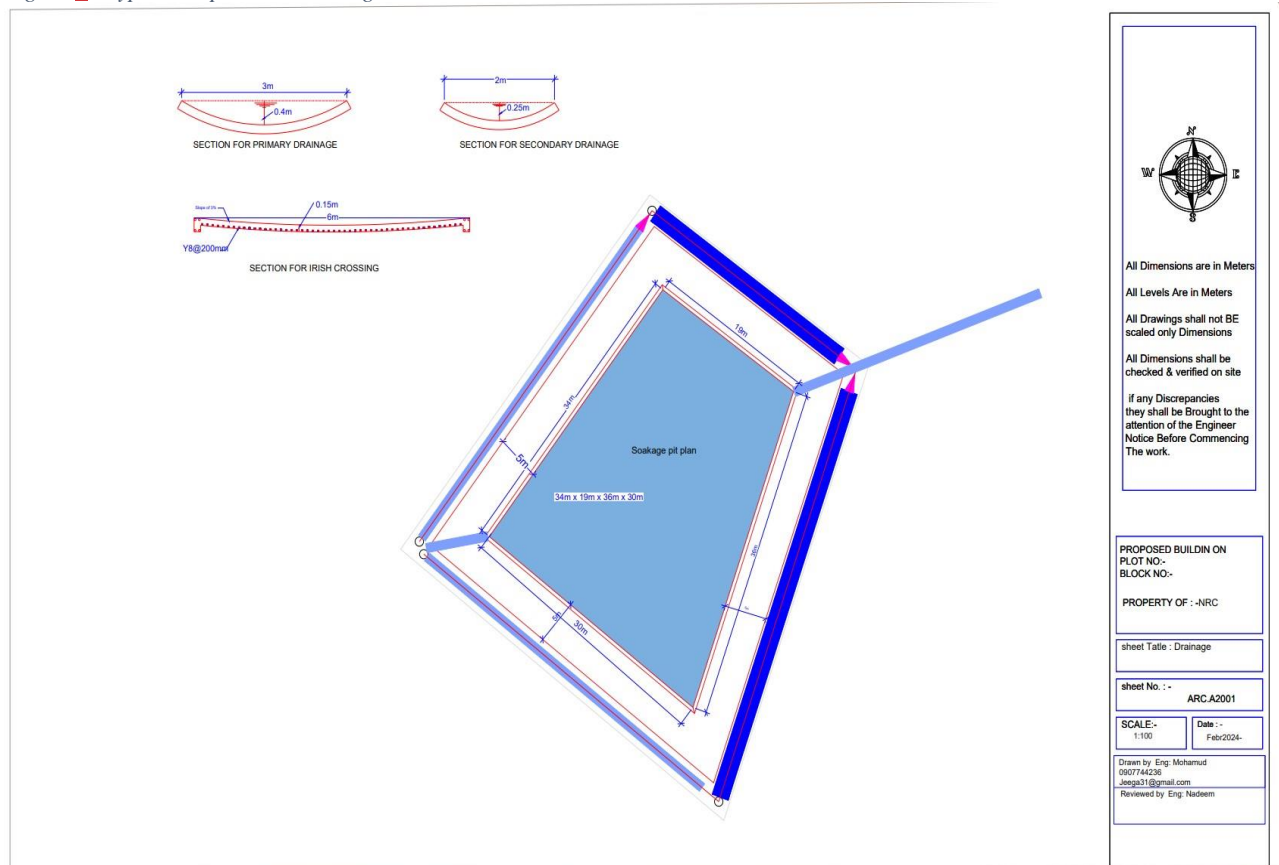 3m
0.4m
SECTION FOR PRIMARY DRAINAGE
2m
0.25m
SECTION FOR SECONDARY DRAINAGE
0.15m
6m
Y8@200mm
SECTION FOR IRISH CROSSING
19m
34m
5m
Soakage pit plan
34m x 19m x 36m x 30m
36m
5m
30m
N
W
E
S
All Dimensions are in Meters
All Levels Are in Meters
All Drawings shall not BE
scaled only Dimensions
All Dimensions shall be
checked & verified on site
if any Discrepancies
they shall be Brought to the
attention of the Engineer
Notice Before Commencing
The work.
PROPOSED BUILDIN ON
PLOT NO:-
BLOCK NO:-
PROPERTY OF : -NRC
sheet Tatle : Drainage
sheet No. : -
ARC.A2001
SCALE:-
1:100
Date : -
Febr2024-
Drawn by Eng: Mohamud
0907744236
Jeega31@gmail.com
Reviewed by Eng: Nadeem